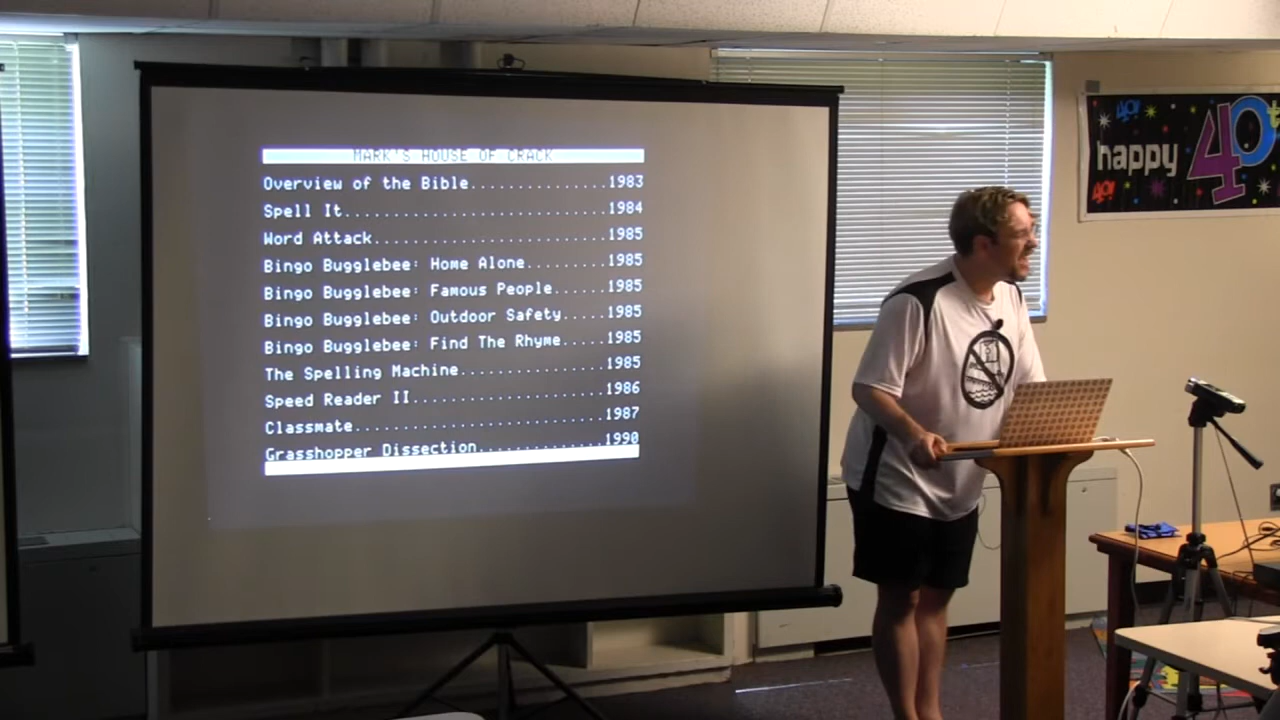 MARK'S HOUSE OF CRACK
Overview of the Bible...............1983
Spell It............................1984
Word Attack.........................1985
Bingo Bugglebee: Home Alone.........1985
Bingo Bugglebee: Famous People......1985
Bingo Bugglebee: Outdoor Safety.....1985
Bingo Bugglebee: Find The Rhyme.....1985
The Spelling Machine................1985
Speed Reader II.....................1986
Classmate...........................1987
Grasshopper Dissection..............1990
40!
happy 40t
40!